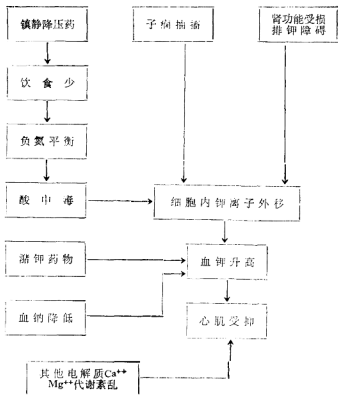 镇静降压药
子痫抽搐
肾功能受损
排钾障碍
饮食少
负氮平衡
酸中毒
细胞内钾离子外移
潴钾药物
血钾升高
血钠降低
心肌受抑
其他电解质Ca⁺⁺
Mg⁺⁺代谢紊乱